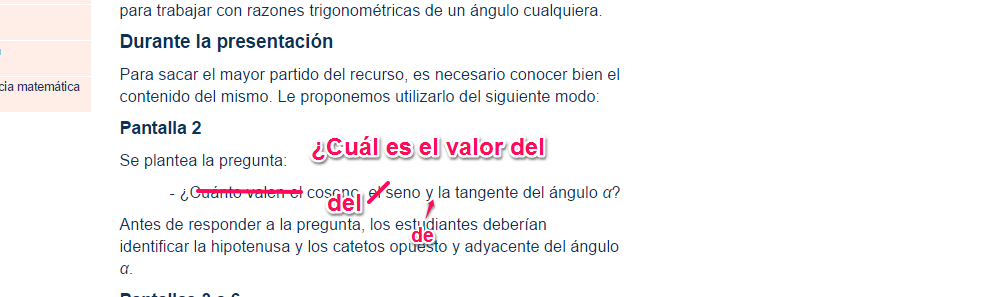 para trabajar con razones trigonométricas de un ángulo cualquiera.
Durante la presentación
Para sacar el mayor partido del recurso, es necesario conocer bien el
cia matemática
contenido del mismo. Le proponemos utilizarlo del siguiente modo:
Pantalla 2
¿Cuál es el valor del
Se plantea la pregunta:
- ¿Cuánto valen el coseno, el seno y la tangente del ángulo α?
del
Antes de responder a la pregunta, los estudiantes deberían
de
identificar la hipotenusa y los catetos opuesto y adyacente del ángulo
α.